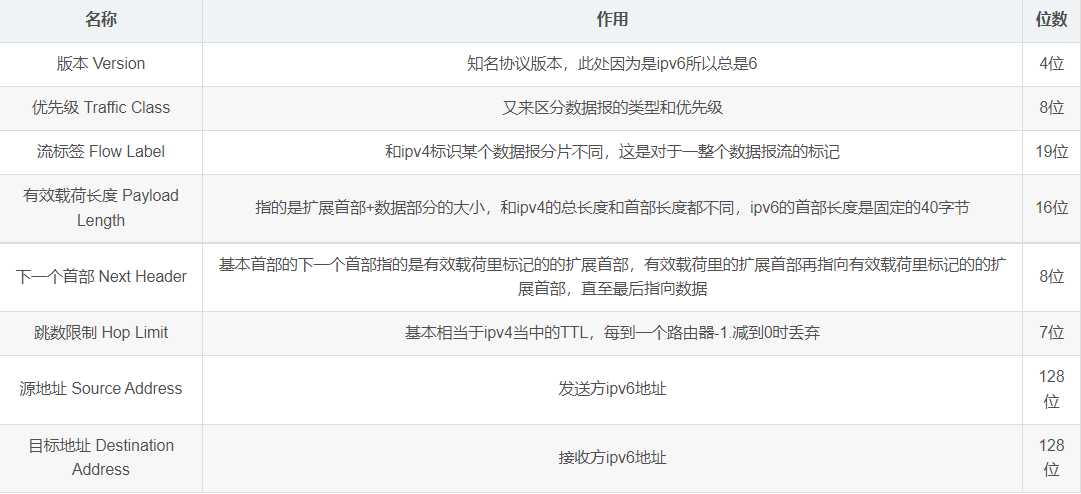 名称 作用 位数
版本 Version 知名协议版本，此处因为是ipv6所以总是6 4位
优先级 Traffic Class 又来区分数据报的类型和优先级 8位
流标签 Flow Label 和ipv4标识某个数据报分片不同，这是对于一整个数据报流的标记 19位
有效载荷长度 Payload
Length 指的是扩展首部+数据部分的大小，和ipv4的总长度和首部长度都不同，ipv6的首部长度是固定的40字节 16位
下一个首部 Next Header 基本首部的下一个首部指的是有效载荷里标记的的扩展首部，有效载荷里的扩展首部再指向有效载荷里标记的的扩
展首部，直至最后指向数据 8位
跳数限制 Hop Limit 基本相当于ipv4当中的TTL，每到一个路由器-1.减到0时丢弃 7位
源地址 Source Address 发送方ipv6地址 128
位
目标地址 Destination
Address 接收方ipv6地址 128
位